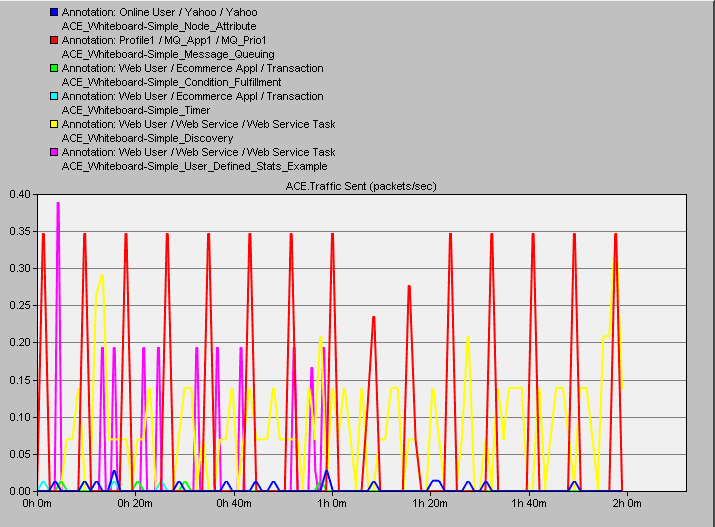 Annotation: Online User / Yahoo / Yahoo
ACE_Whiteboard-Simple_Node_Attribute
Annotation: Profile1 / MQ_App1 / MQ_Prio1
ACE_Whiteboard-Simple_Message_Queuing
Annotation: Web User / Ecommerce Appl / Transaction
ACE_Whiteboard-Simple_Condition_Fulfillment
Annotation: Web User / Ecommerce Appl / Transaction
ACE_Whiteboard-Simple_Timer
Annotation: Web User / Web Service / Web Service Task
ACE_Whiteboard-Simple_Discovery
Annotation: Web User / Web Service / Web Service Task
ACE_Whiteboard-Simple_User_Defined_Stats_Example
ACE.Traffic Sent (packets/sec)
0.40
0.35
0.30
0.25
0.20
0.15
0.10
0.05
0.00
0h 0m 0h 20m 0h 40m 1h 0m 1h 20m 1h 40m 2h 0m